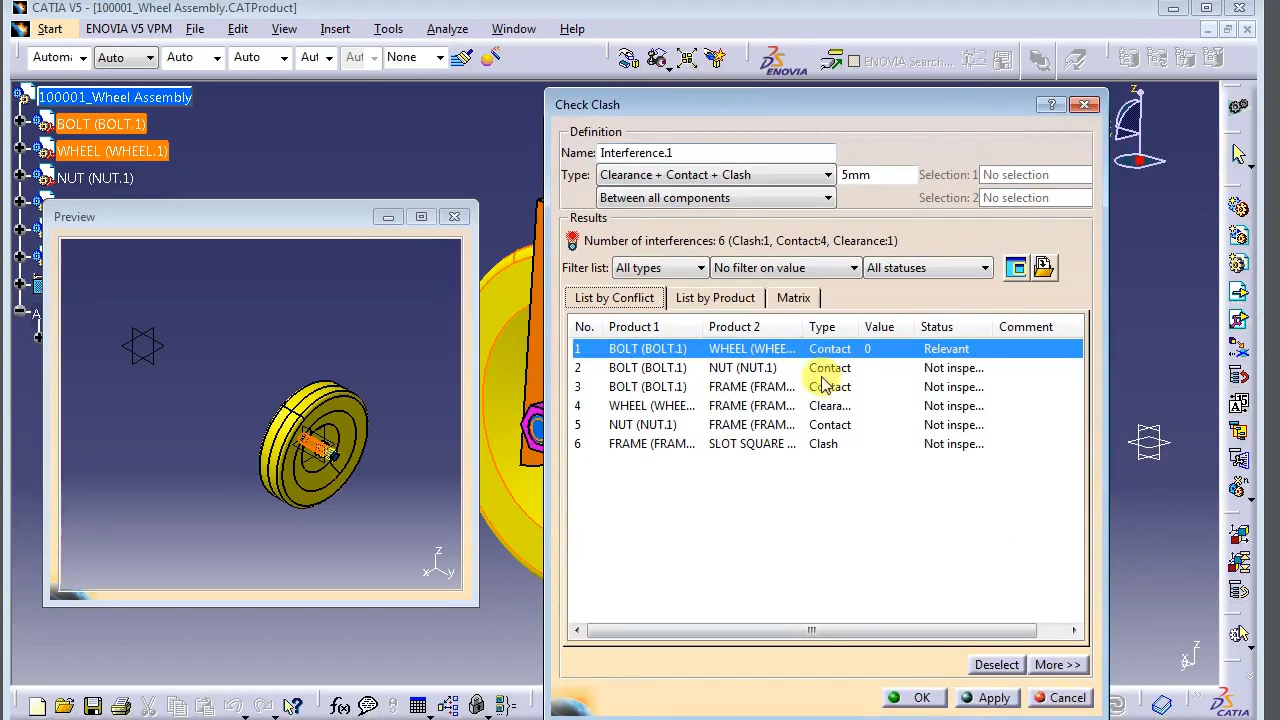 CATIA V5 - [100001_Wheel Assembly.CATProduct]
Start ENOVIA V5 VPM File Edit View Insert Tools Analyze Window Help
Auto Auto Auto Aut Aut None ENOVIA Search...
ENOVIA
100001_Wheel Assembly
BOLT (BOLT.1)
WHEEL (WHEEL.1)
NUT (NUT.1)
A
Preview
z
x y
Check Clash
?
Definition
Name: Interference.1
Type: Clearance + Contact + Clash 5mm Selection: 1 No selection
Between all components Selection: 2 No selection
Results
Number of interferences: 6 (Clash:1, Contact:4, Clearance:1)
Filter list: All types No filter on value All statuses
List by Conflict List by Product Matrix
No. Product 1 Product 2 Type Value Status Comment
1 BOLT (BOLT.1) WHEEL (WHEE... Contact 0 Relevant
2 BOLT (BOLT.1) NUT (NUT.1) Contact Not inspe...
3 BOLT (BOLT.1) FRAME (FRAM... Contact Not inspe...
4 WHEEL (WHEE... FRAME (FRAM... Cleara... Not inspe...
5 NUT (NUT.1) FRAME (FRAM... Contact Not inspe...
6 FRAME (FRAM... SLOT SQUARE ... Clash Not inspe...
Deselect More >>
OK Apply Cancel
z
z
x
f(x)
CATIA